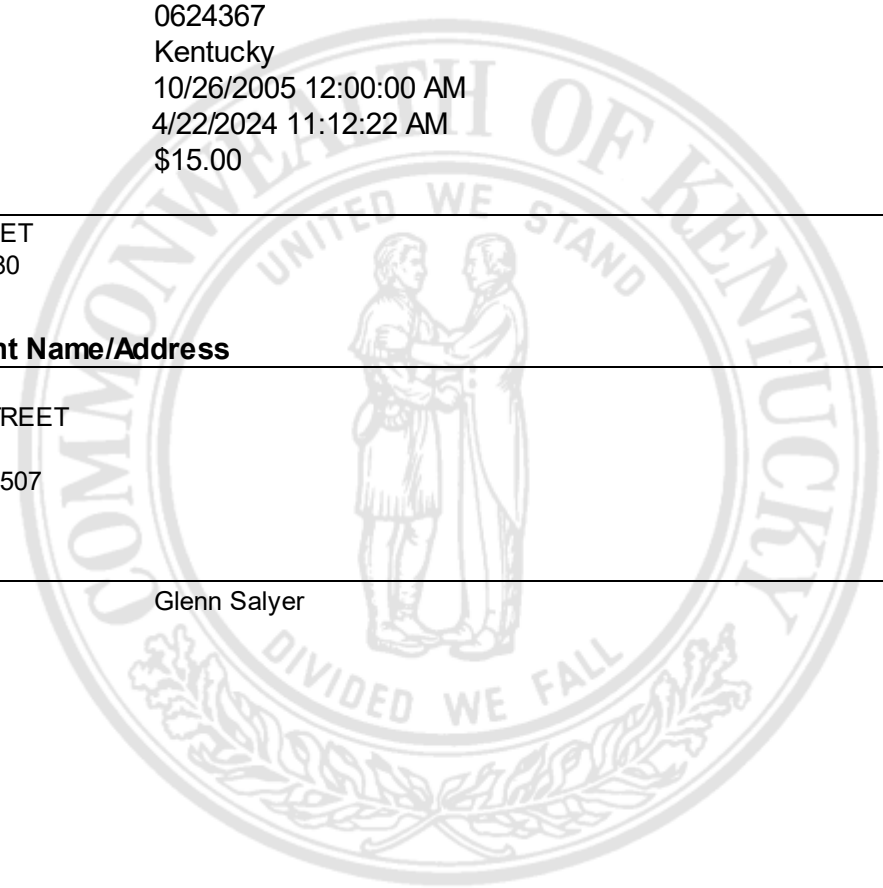 0624367
Kentucky
10/26/2005 12:00:00 AM
4/22/2024 11:12:22 AM
$15.00
ET
30
nt Name/Address
REET
507
Glenn Salyer
COMMONWEALTH OF KENTUCKY
UNITED WE STAND
DIVIDED WE FALL